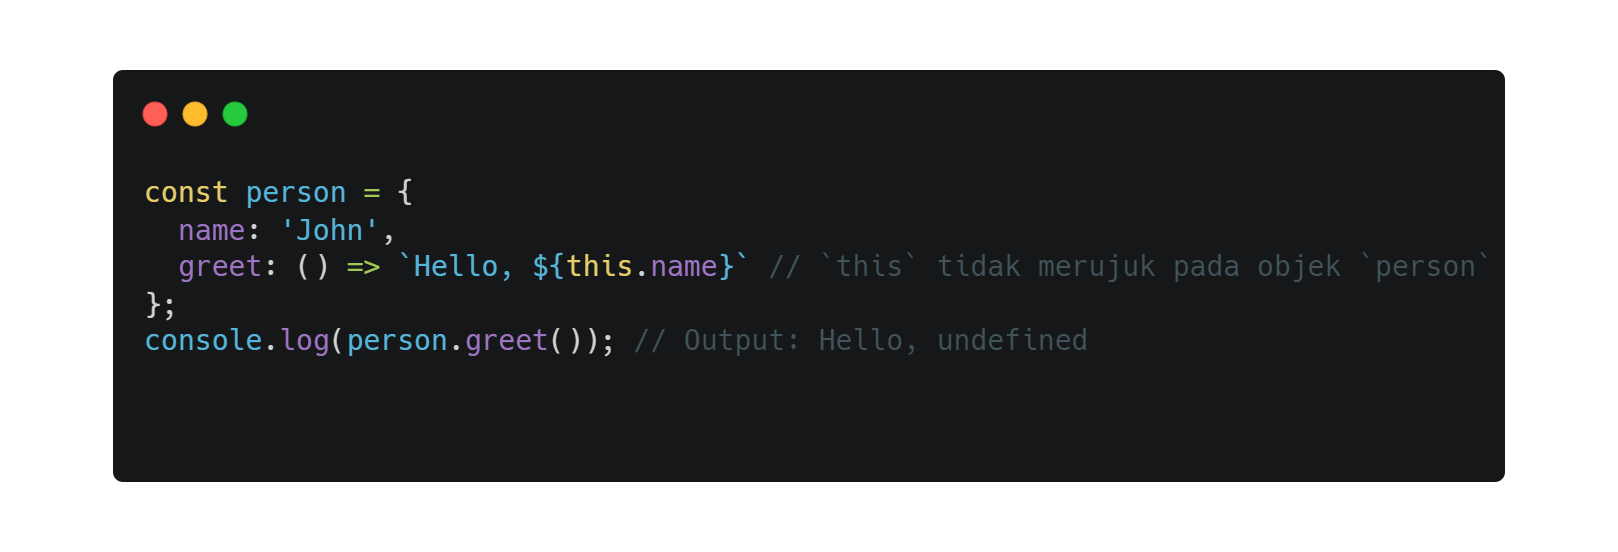 const person = {
  name: 'John',
  greet: () => `Hello, ${this.name}` // `this` tidak merujuk pada objek `person`
};
console.log(person.greet()); // Output: Hello, undefined